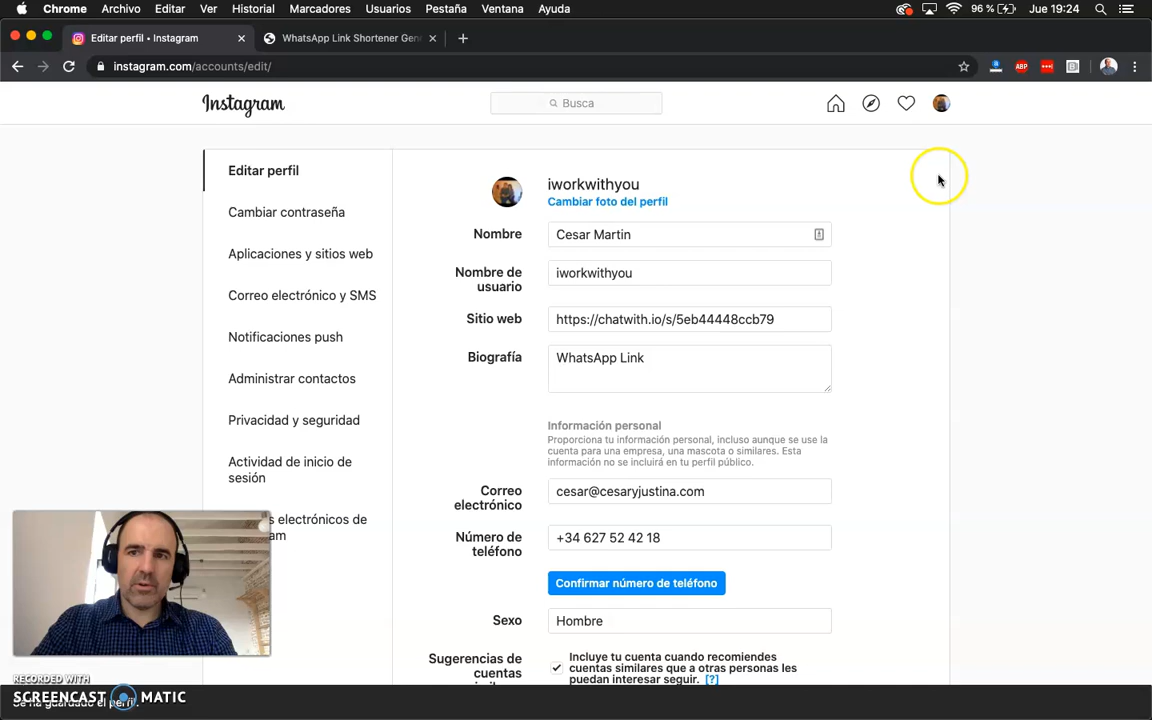 Chrome Archivo Editar Ver Historial Marcadores Usuarios Pestaña Ventana Ayuda 96 % Jue 19:24
Editar perfil • Instagram WhatsApp Link Shortener Gen
instagram.com/accounts/edit/ ABP
Instagram Busca
Editar perfil
Cambiar contraseña
Aplicaciones y sitios web
Correo electrónico y SMS
Notificaciones push
Administrar contactos
Privacidad y seguridad
Actividad de inicio de
sesión
s electrónicos de
am
iworkwithyou
Cambiar foto del perfil
Nombre Cesar Martin
Nombre de
usuario iworkwithyou
Sitio web https://chatwith.io/s/5eb44448ccb79
Biografía WhatsApp Link
Información personal
Proporciona tu información personal, incluso aunque se use la
cuenta para una empresa, una mascota o similares. Esta
información no se incluirá en tu perfil público.
Correo
electrónico cesar@cesaryjustina.com
Número de
teléfono +34 627 52 42 18
Confirmar número de teléfono
Sexo Hombre
Sugerencias de
cuentas
Incluye tu cuenta cuando recomiendes
cuentas similares que a otras personas les
puedan interesar seguir. [?]
RECORDED WITH
SCREENCAST MATIC
Se ha guardado el perfil.